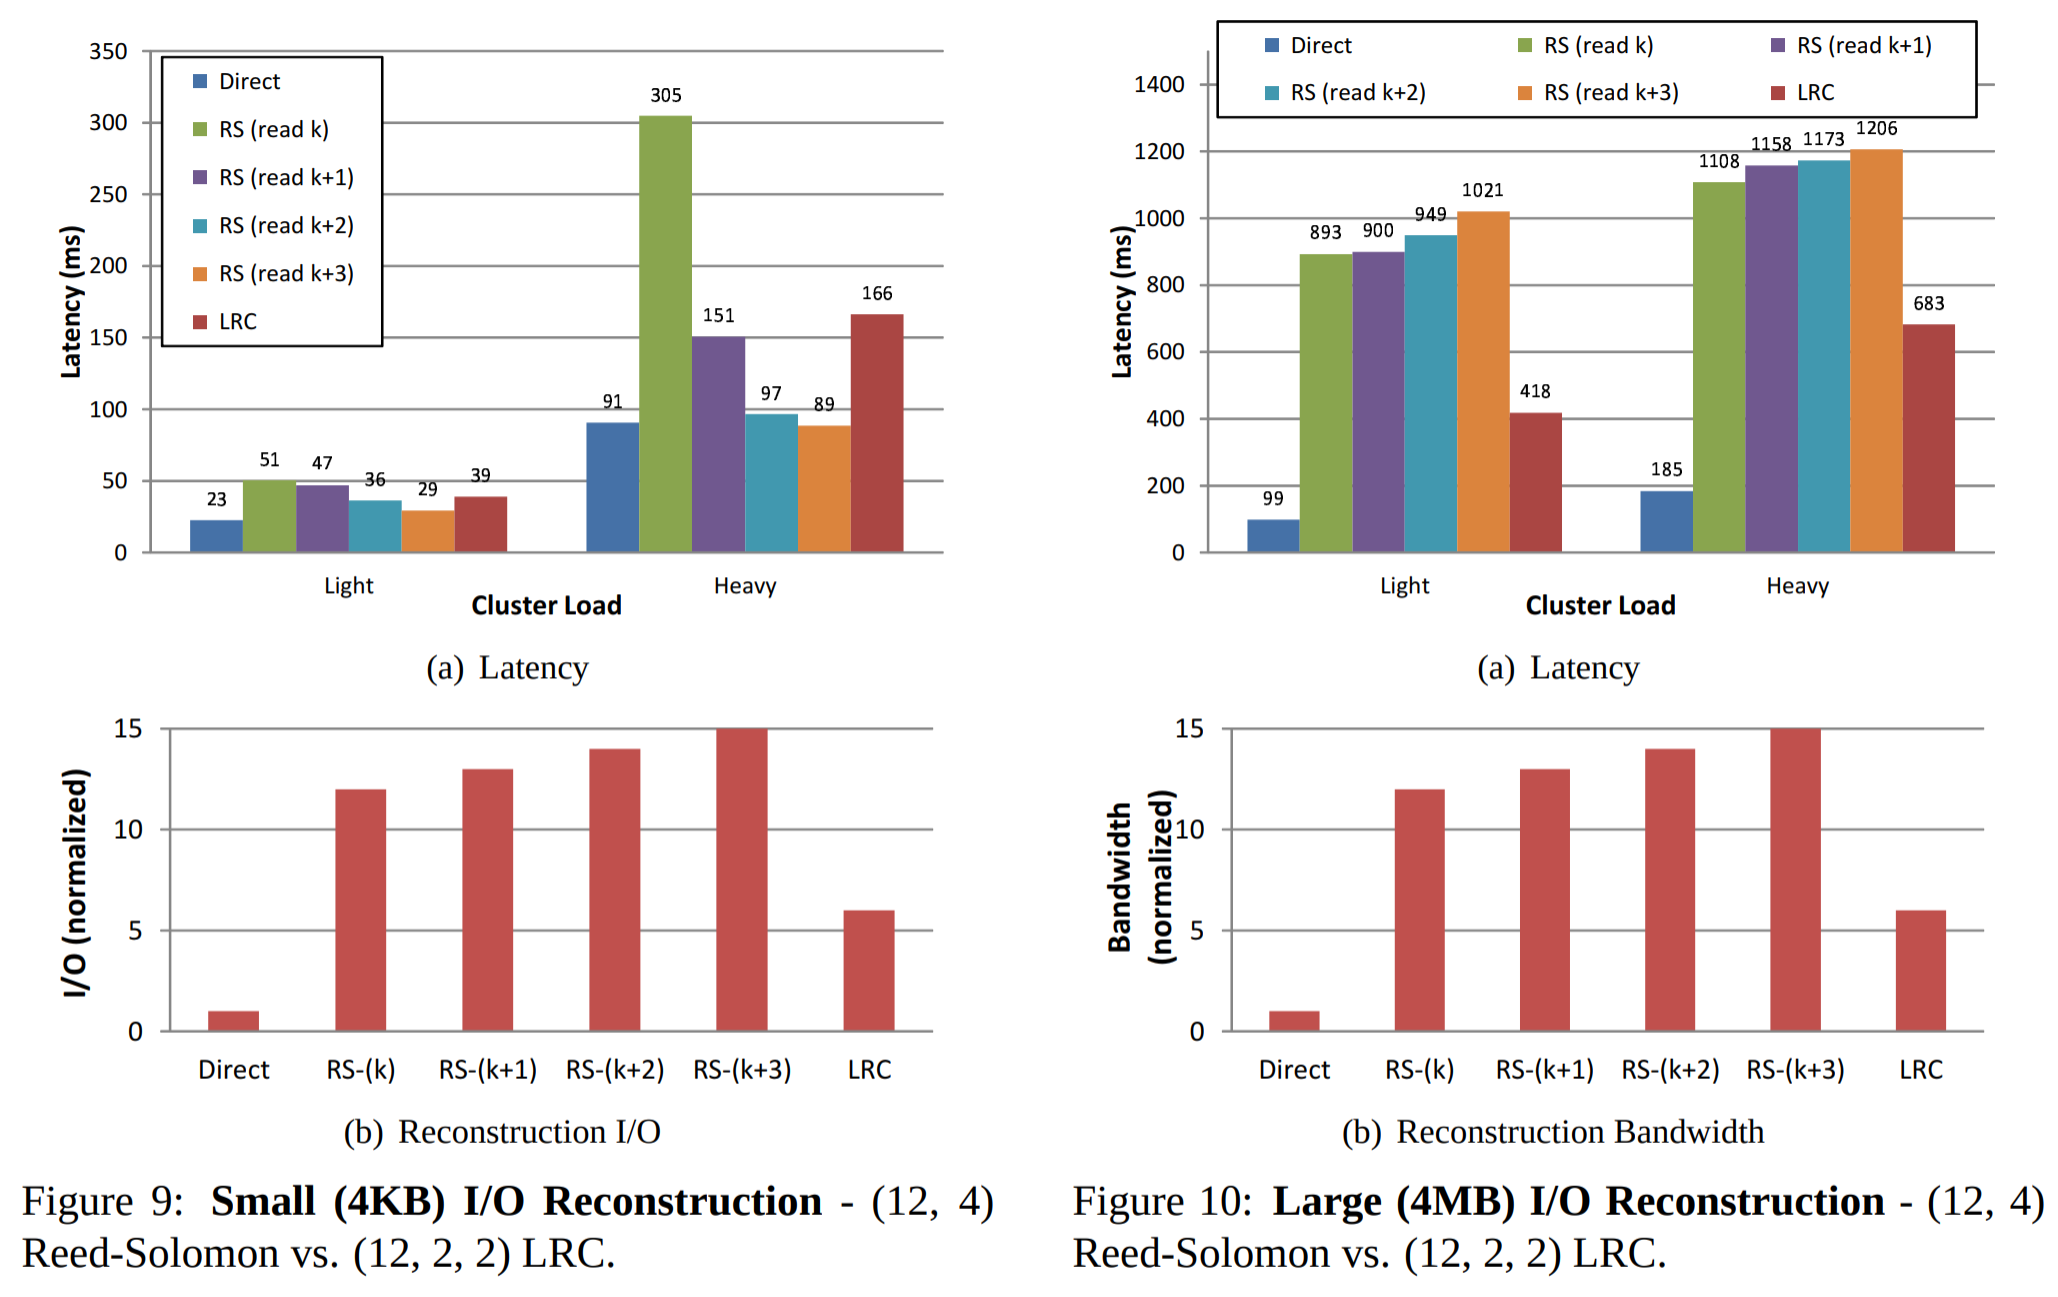 350
300
250
200
150
100
50
0
Latency (ms)
Direct
RS (read k)
RS (read k+1)
RS (read k+2)
RS (read k+3)
LRC
23
51
47
36
29
39
91
305
151
97
89
166
Light
Heavy
Cluster Load
(a) Latency
15
10
5
0
I/O (normalized)
Direct
RS-(k)
RS-(k+1)
RS-(k+2)
RS-(k+3)
LRC
(b) Reconstruction I/O
Figure 9: Small (4KB) I/O Reconstruction - (12, 4)
Reed-Solomon vs. (12, 2, 2) LRC.
Direct
RS (read k)
RS (read k+1)
RS (read k+2)
RS (read k+3)
LRC
1400
1200
1000
800
600
400
200
0
Latency (ms)
99
893
900
949
1021
418
185
1108
1158
1173
1206
683
Light
Heavy
Cluster Load
(a) Latency
15
10
5
0
Bandwidth
(normalized)
Direct
RS-(k)
RS-(k+1)
RS-(k+2)
RS-(k+3)
LRC
(b) Reconstruction Bandwidth
Figure 10: Large (4MB) I/O Reconstruction - (12, 4)
Reed-Solomon vs. (12, 2, 2) LRC.